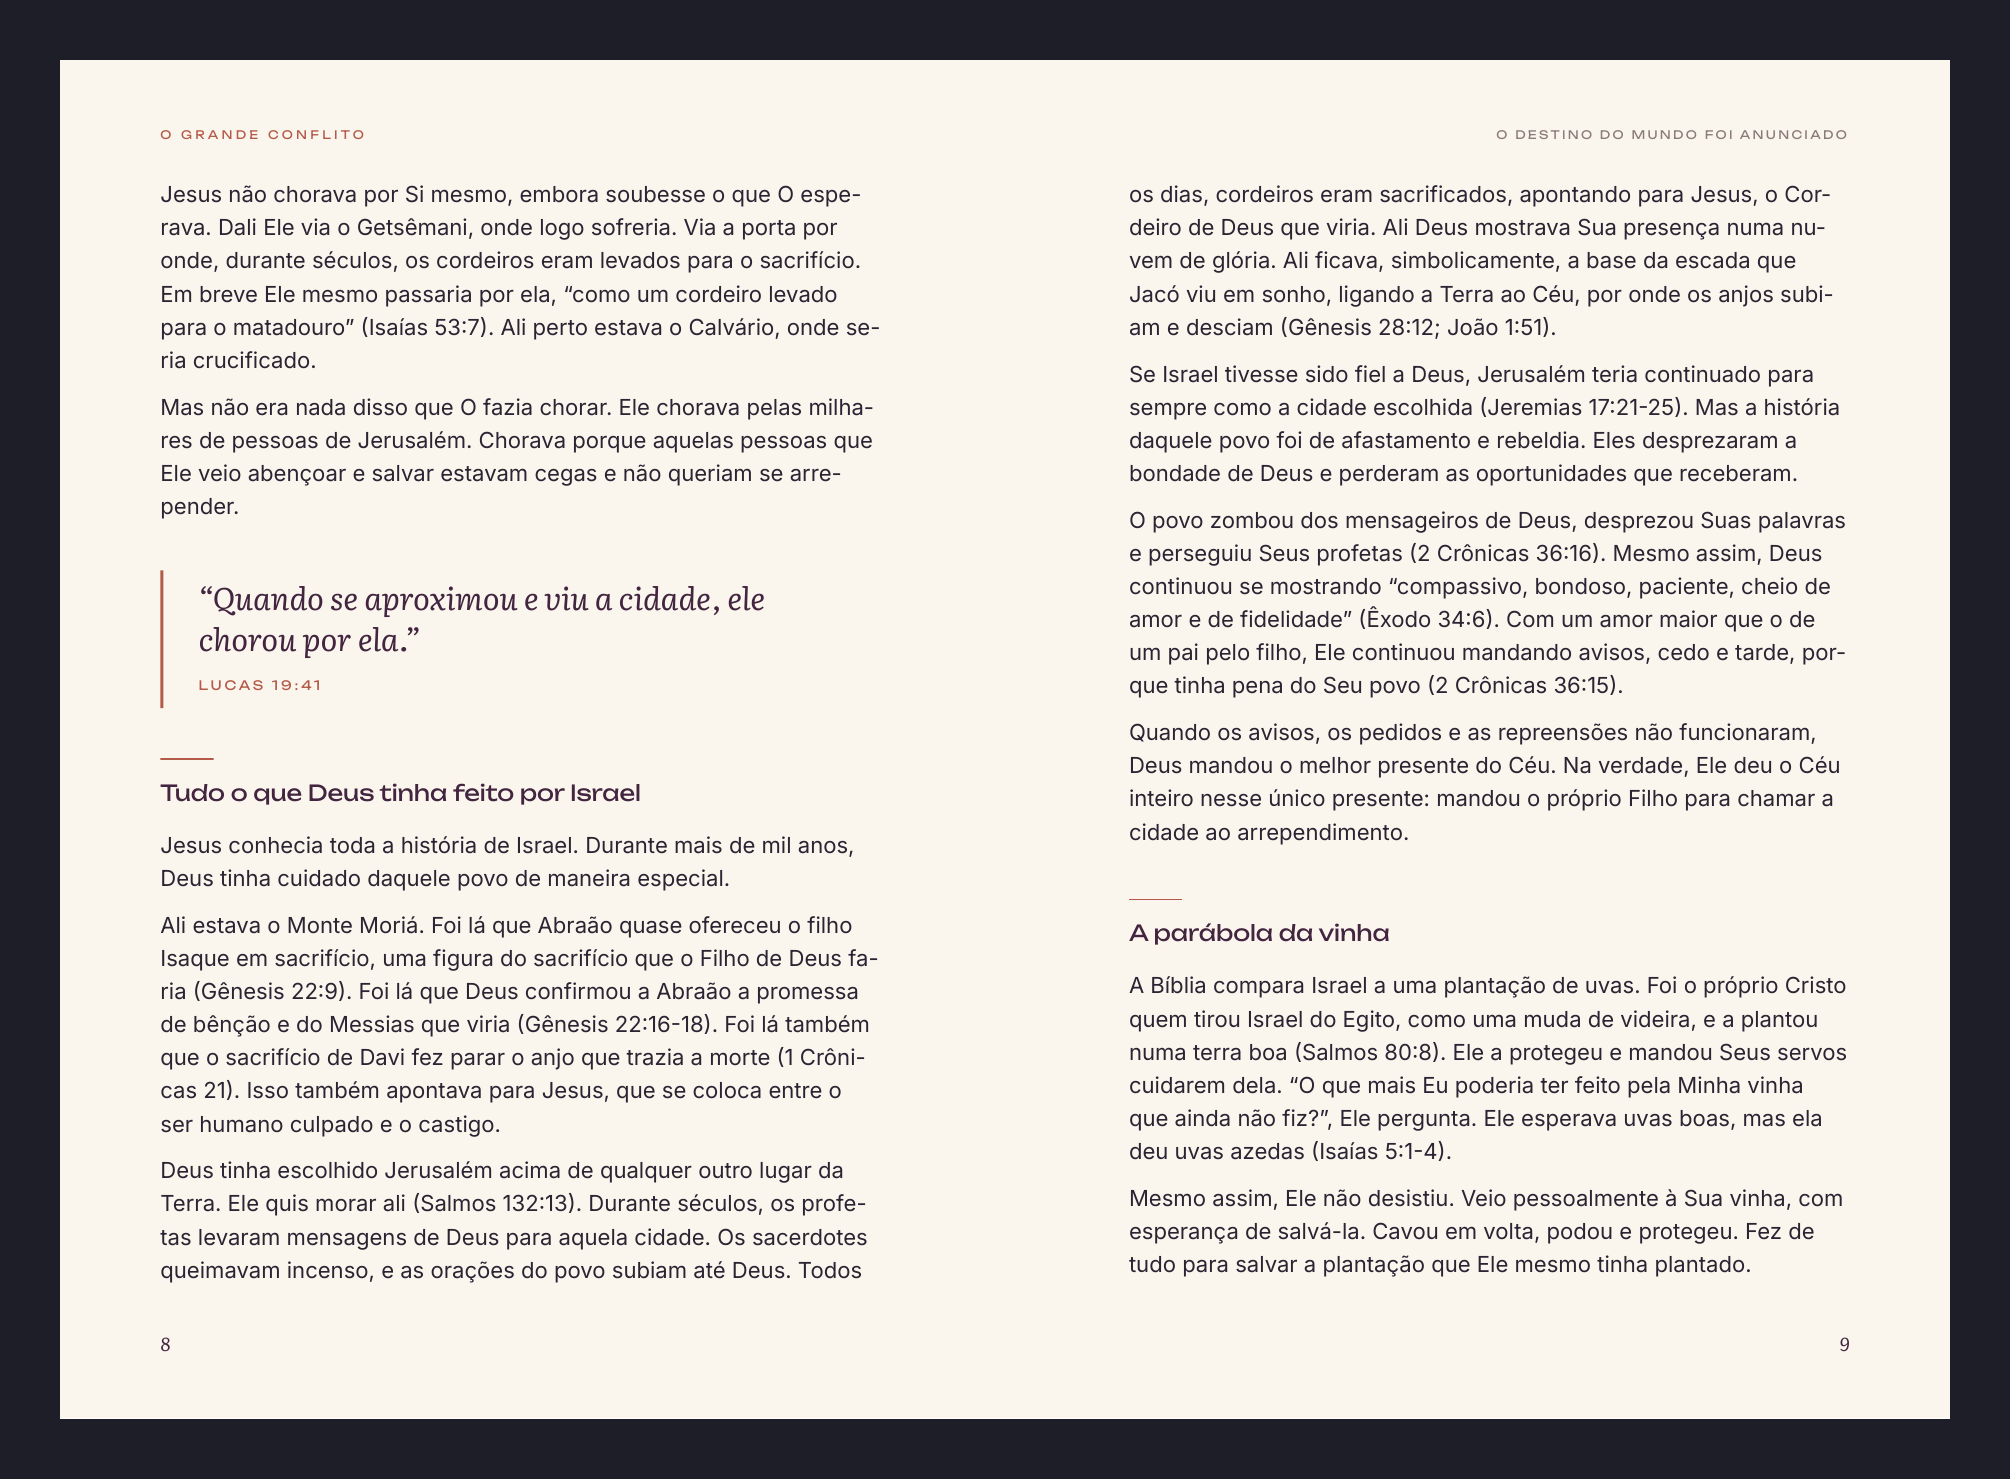 O GRANDE CONFLITO
Jesus não chorava por Si mesmo, embora soubesse o que O espe-
rava. Dali Ele via o Getsêmani, onde logo sofreria. Via a porta por
onde, durante séculos, os cordeiros eram levados para o sacrifício.
Em breve Ele mesmo passaria por ela, “como um cordeiro levado
para o matadouro” (Isaías 53:7). Ali perto estava o Calvário, onde se-
ria crucificado.
Mas não era nada disso que O fazia chorar. Ele chorava pelas milha-
res de pessoas de Jerusalém. Chorava porque aquelas pessoas que
Ele veio abençoar e salvar estavam cegas e não queriam se arre-
pender.
“Quando se aproximou e viu a cidade, ele
chorou por ela.”
LUCAS 19:41
Tudo o que Deus tinha feito por Israel
Jesus conhecia toda a história de Israel. Durante mais de mil anos,
Deus tinha cuidado daquele povo de maneira especial.
Ali estava o Monte Moriá. Foi lá que Abraão quase ofereceu o filho
Isaque em sacrifício, uma figura do sacrifício que o Filho de Deus fa-
ria (Gênesis 22:9). Foi lá que Deus confirmou a Abraão a promessa
de bênção e do Messias que viria (Gênesis 22:16-18). Foi lá também
que o sacrifício de Davi fez parar o anjo que trazia a morte (1 Crôni-
cas 21). Isso também apontava para Jesus, que se coloca entre o
ser humano culpado e o castigo.
Deus tinha escolhido Jerusalém acima de qualquer outro lugar da
Terra. Ele quis morar ali (Salmos 132:13). Durante séculos, os profe-
tas levaram mensagens de Deus para aquela cidade. Os sacerdotes
queimavam incenso, e as orações do povo subiam até Deus. Todos
8
O DESTINO DO MUNDO FOI ANUNCIADO
os dias, cordeiros eram sacrificados, apontando para Jesus, o Cor-
deiro de Deus que viria. Ali Deus mostrava Sua presença numa nu-
vem de glória. Ali ficava, simbolicamente, a base da escada que
Jacó viu em sonho, ligando a Terra ao Céu, por onde os anjos subi-
am e desciam (Gênesis 28:12; João 1:51).
Se Israel tivesse sido fiel a Deus, Jerusalém teria continuado para
sempre como a cidade escolhida (Jeremias 17:21-25). Mas a história
daquele povo foi de afastamento e rebeldia. Eles desprezaram a
bondade de Deus e perderam as oportunidades que receberam.
O povo zombou dos mensageiros de Deus, desprezou Suas palavras
e perseguiu Seus profetas (2 Crônicas 36:16). Mesmo assim, Deus
continuou se mostrando “compassivo, bondoso, paciente, cheio de
amor e de fidelidade” (Êxodo 34:6). Com um amor maior que o de
um pai pelo filho, Ele continuou mandando avisos, cedo e tarde, por-
que tinha pena do Seu povo (2 Crônicas 36:15).
Quando os avisos, os pedidos e as repreensões não funcionaram,
Deus mandou o melhor presente do Céu. Na verdade, Ele deu o Céu
inteiro nesse único presente: mandou o próprio Filho para chamar a
cidade ao arrependimento.
A parábola da vinha
A Bíblia compara Israel a uma plantação de uvas. Foi o próprio Cristo
quem tirou Israel do Egito, como uma muda de videira, e a plantou
numa terra boa (Salmos 80:8). Ele a protegeu e mandou Seus servos
cuidarem dela. “O que mais Eu poderia ter feito pela Minha vinha
que ainda não fiz?”, Ele pergunta. Ele esperava uvas boas, mas ela
deu uvas azedas (Isaías 5:1-4).
Mesmo assim, Ele não desistiu. Veio pessoalmente à Sua vinha, com
esperança de salvá-la. Cavou em volta, podou e protegeu. Fez de
tudo para salvar a plantação que Ele mesmo tinha plantado.
9